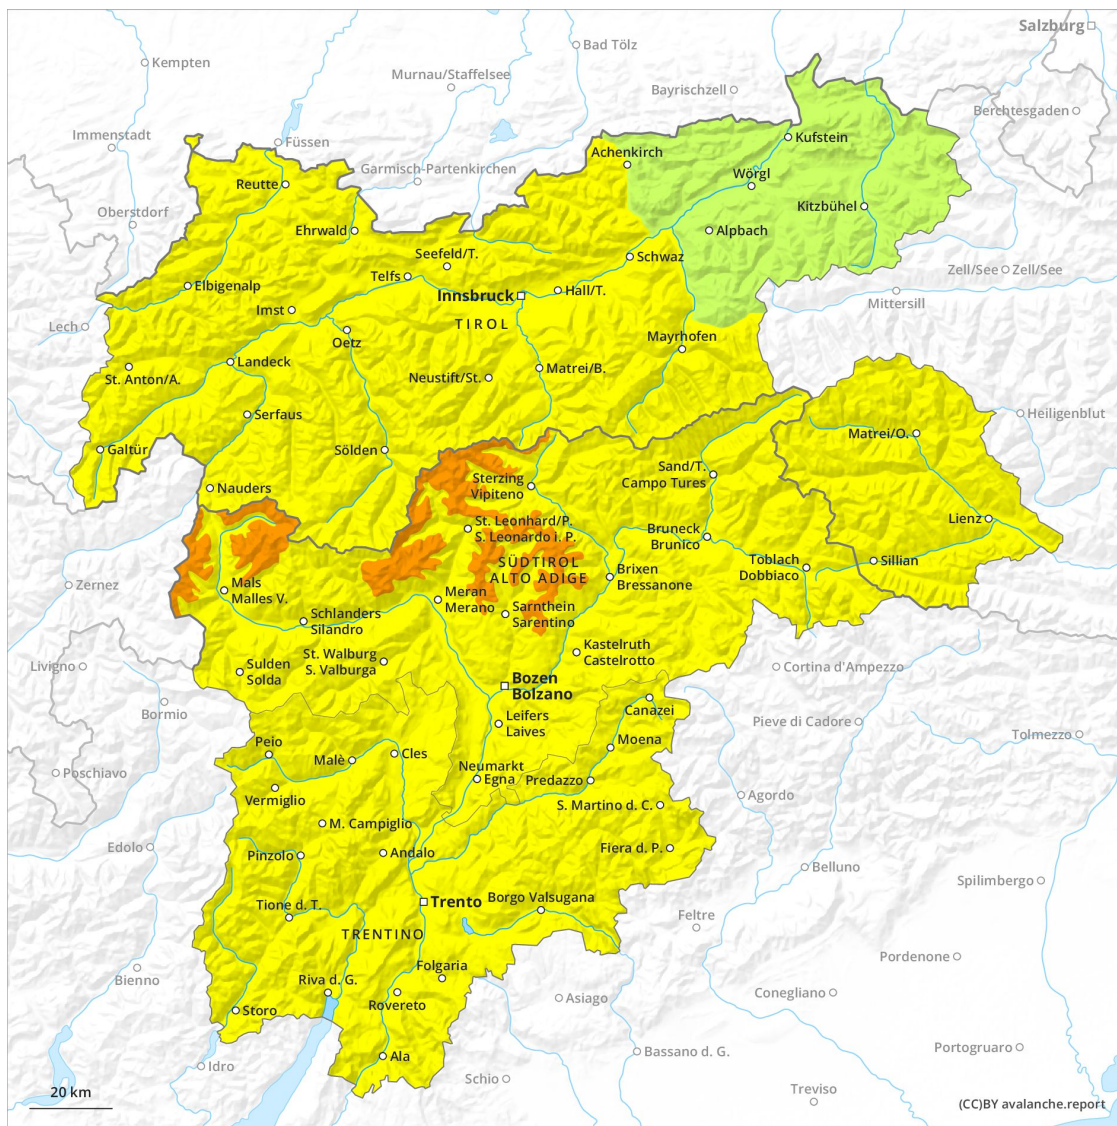 Salzburg
Bad Tölz
Kempten
Murnau/Staffelsee
Bayrischzell
Berchtesgaden
Immenstadt
Füssen
Kufstein
Achenkirch
Garmisch-Partenkirchen
Wörgl
Reutte
Kitzbühel
Oberstdorf
Ehrwald
Alpbach
Seefeld/T.
Schwaz
Telfs
Zell/See
Zell/See
Elbigenalp
Hall/T.
Innsbruck
Mittersill
Imst
TIROL
Lech
Oetz
Mayrhofen
Landeck
Matrei/B.
St. Anton/A.
Neustift/St.
Serfaus
Heiligenblut
Matrei/O.
Galtür
Sölden
Sand/T.
Campo Tures
Sterzing
Vipiteno
Nauders
Lienz
St. Leonhard/P.
S. Leonardo i. P.
Bruneck
Brunico
Toblach
Dobbiaco
Sillian
SÜDTIROL
ALTO ADIGE
Brixen
Bressanone
Zernez
Mals
Malles V.
Meran
Merano
Sarnthein
Sarentino
Schlanders
Silandro
Kastelruth
Castelrotto
St. Walburg
S. Valburga
Livigno
Sulden
Solda
Cortina d'Ampezzo
Bozen
Bolzano
Bormio
Canazei
Leifers
Laives
Pieve di Cadore
Tolmezzo
Peio
Malè
Cles
Moena
Poschiavo
Neumarkt
Egna
Predazzo
Vermiglio
S. Martino d. C.
Agordo
M. Campiglio
Edolo
Pinzolo
Andalo
Fiera d. P.
Belluno
Spilimbergo
Trento
Borgo Valsugana
Tione d. T.
Feltre
TRENTINO
Pordenone
Bienno
Folgaria
Riva d. G.
Rovereto
Asiago
Conegliano
Storo
Portogruaro
Ala
Bassano d. G.
Idro
Schio
Treviso
20 km
(CC)BY avalanche.report